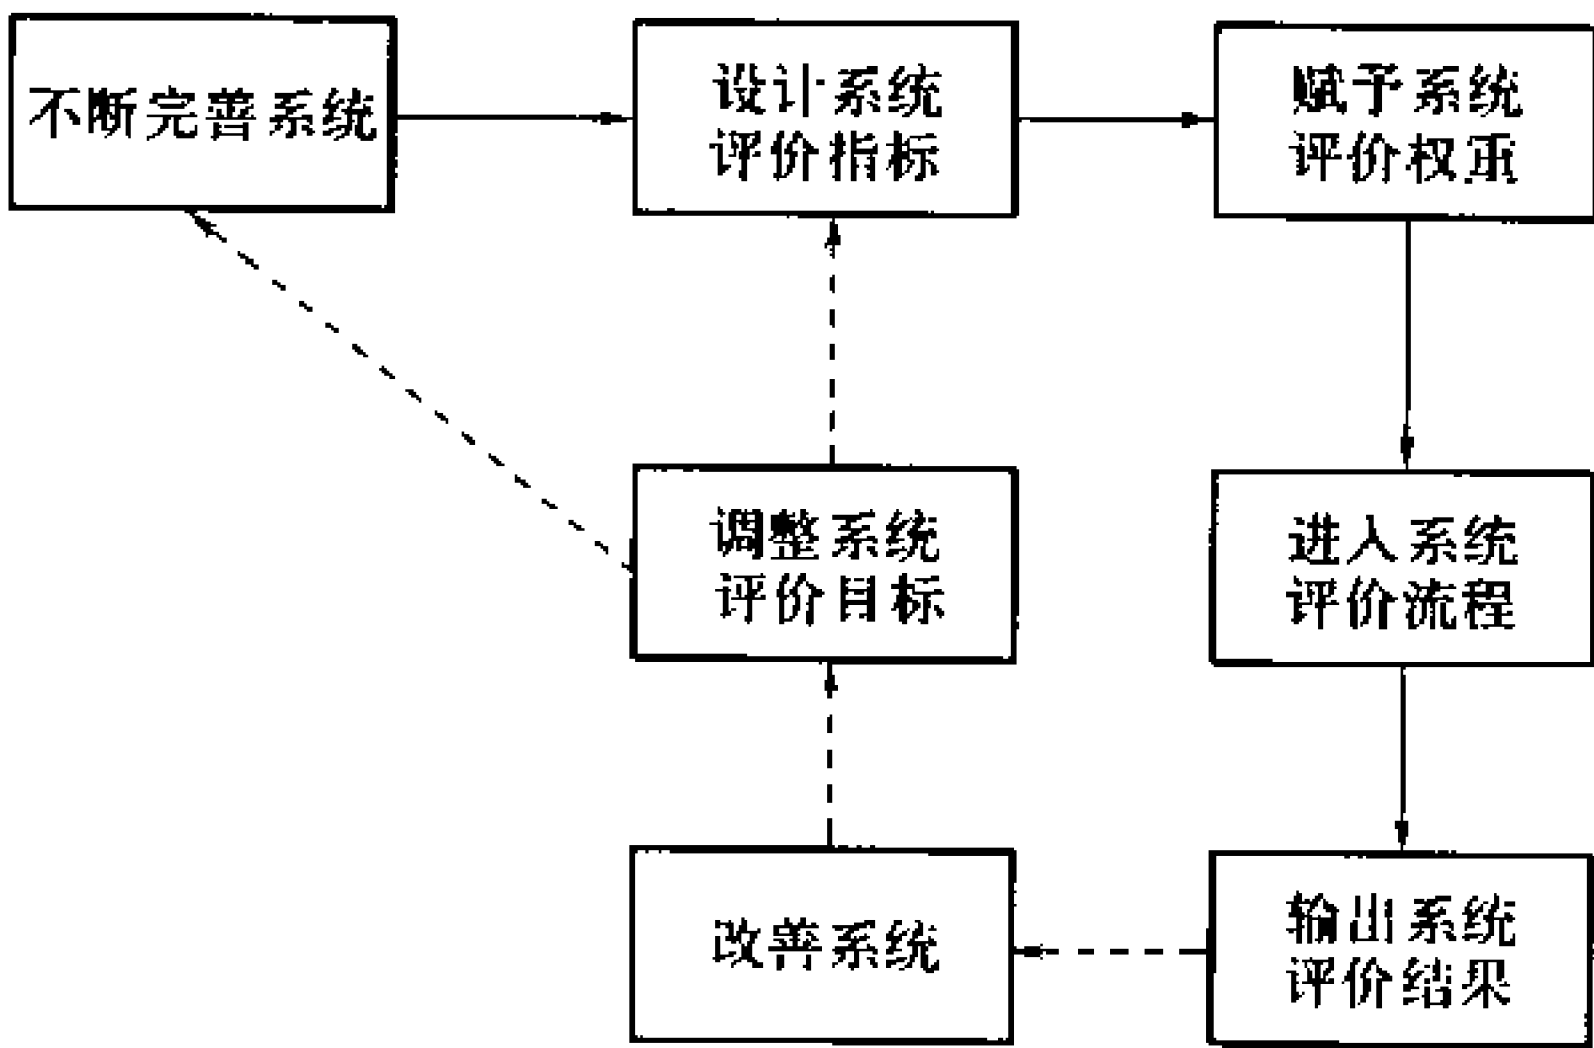 不断完善系统
设计系统
评价指标
赋予系统
评价权重
调整系统
评价目标
进入系统
评价流程
改善系统
输出系统
评价结果